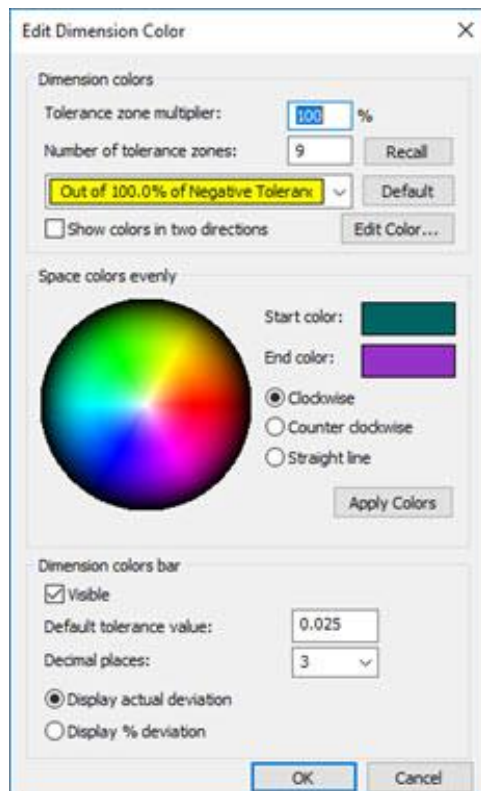 Edit Dimension Color
Dimension colors
Tolerance zone multiplier: 100 %
Number of tolerance zones: 9 Recall
Out of 100.0% of Negative Toleranc Default
Show colors in two directions Edit Color...
Space colors evenly
Start color:
End color:
Clockwise
Counter clockwise
Straight line
Apply Colors
Dimension colors bar
Visible
Default tolerance value: 0.025
Decimal places: 3
Display actual deviation
Display % deviation
OK Cancel